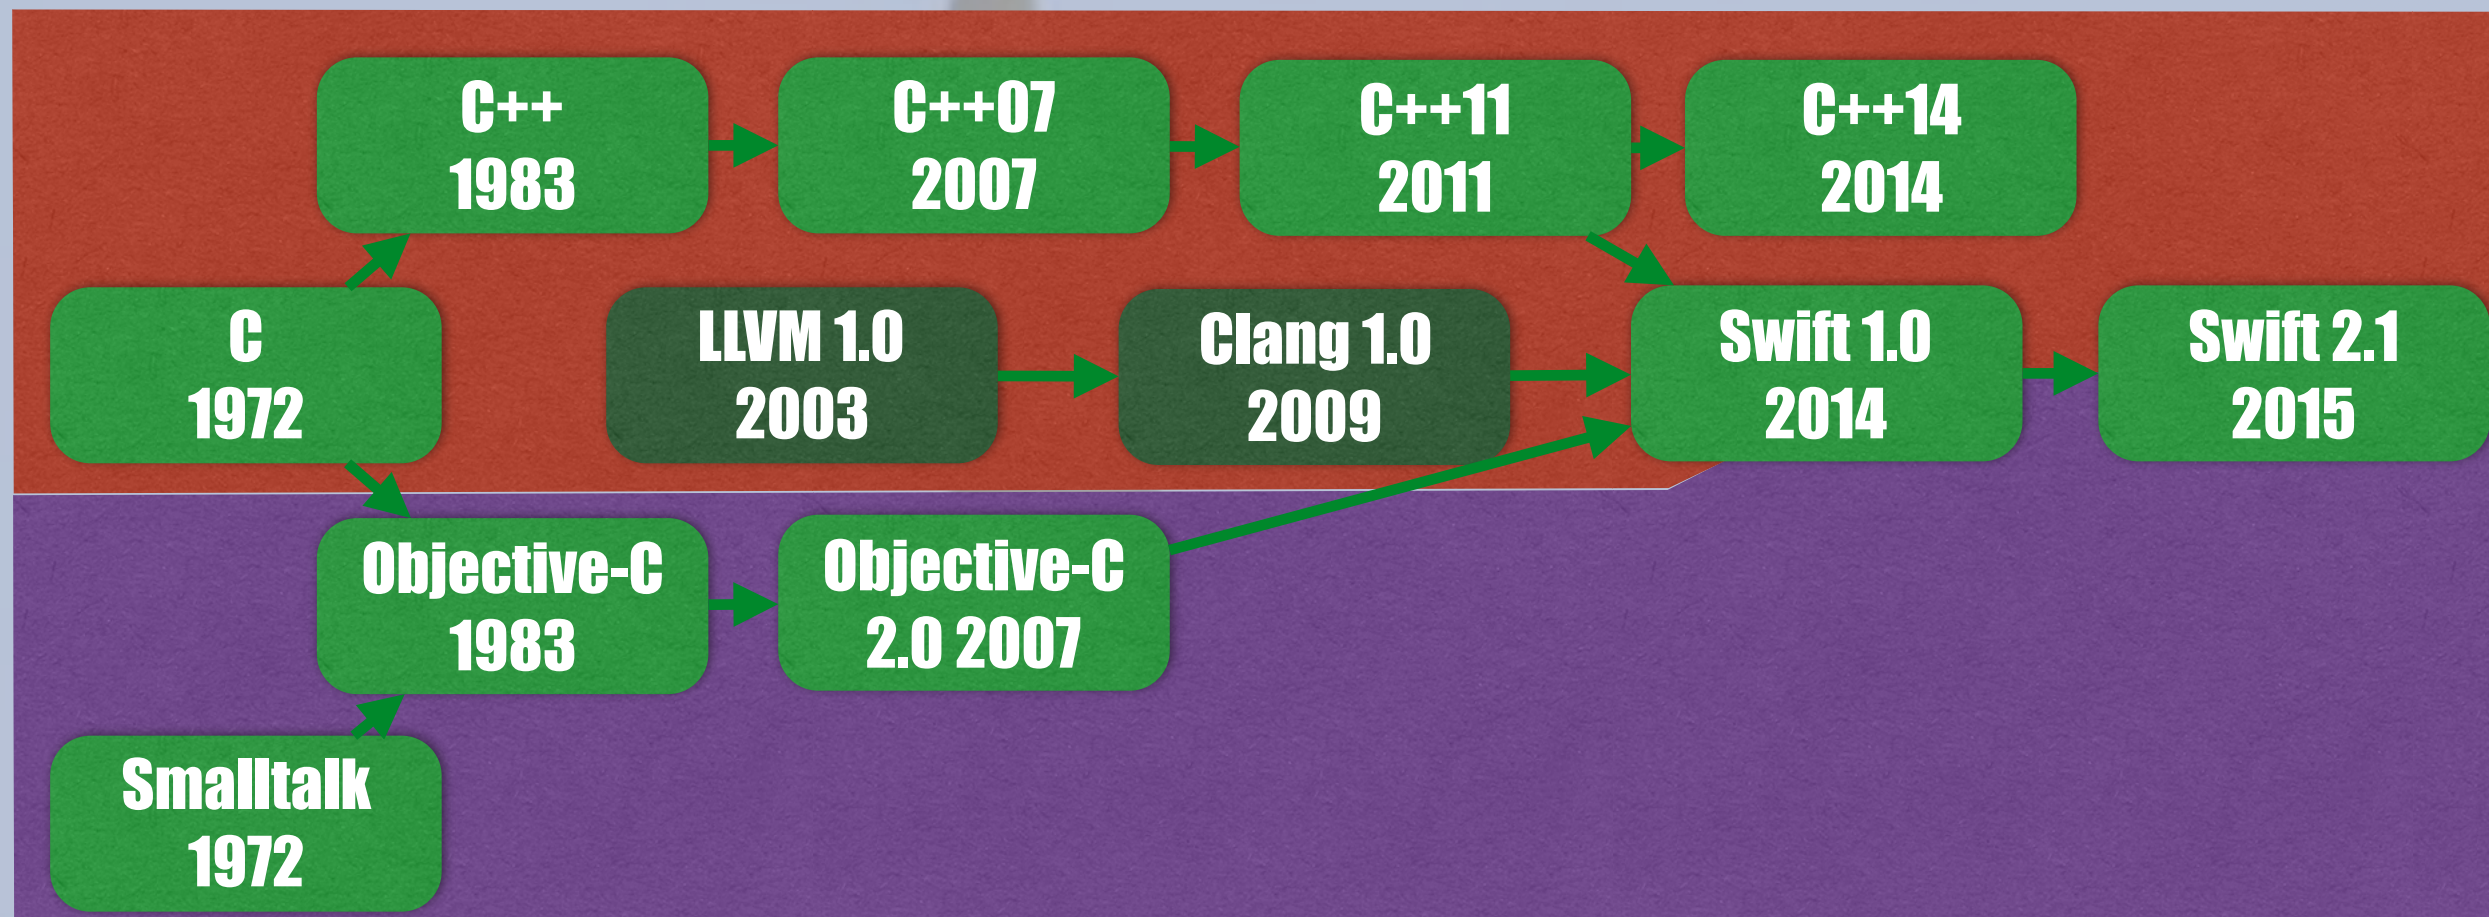 C++
1983
C++07
2007
C++11
2011
C++14
2014
C
1972
LLVM 1.0
2003
Clang 1.0
2009
Swift 1.0
2014
Swift 2.1
2015
Objective-C
1983
Objective-C
2.0 2007
Smalltalk
1972